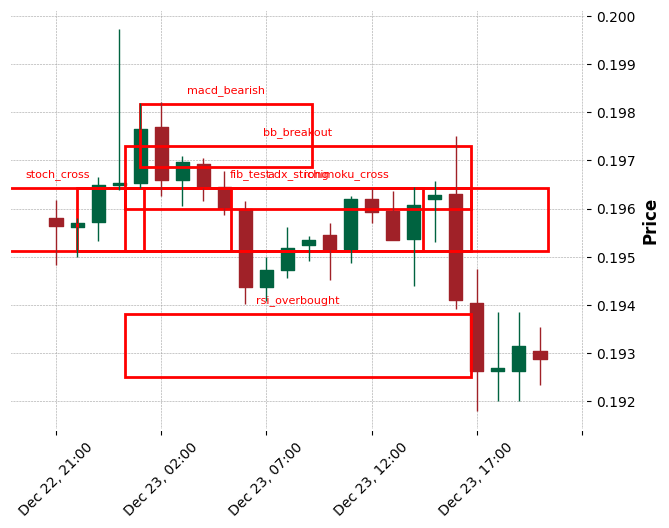 0.200
0.199
macd_bearish
0.198
bb_breakout
0.197
stoch_cross fib_test adx_strong ichimoku_cross
0.196
0.195
rsi_overbought
0.194
0.193
0.192
Price
Dec 22, 21:00
Dec 23, 02:00
Dec 23, 07:00
Dec 23, 12:00
Dec 23, 17:00